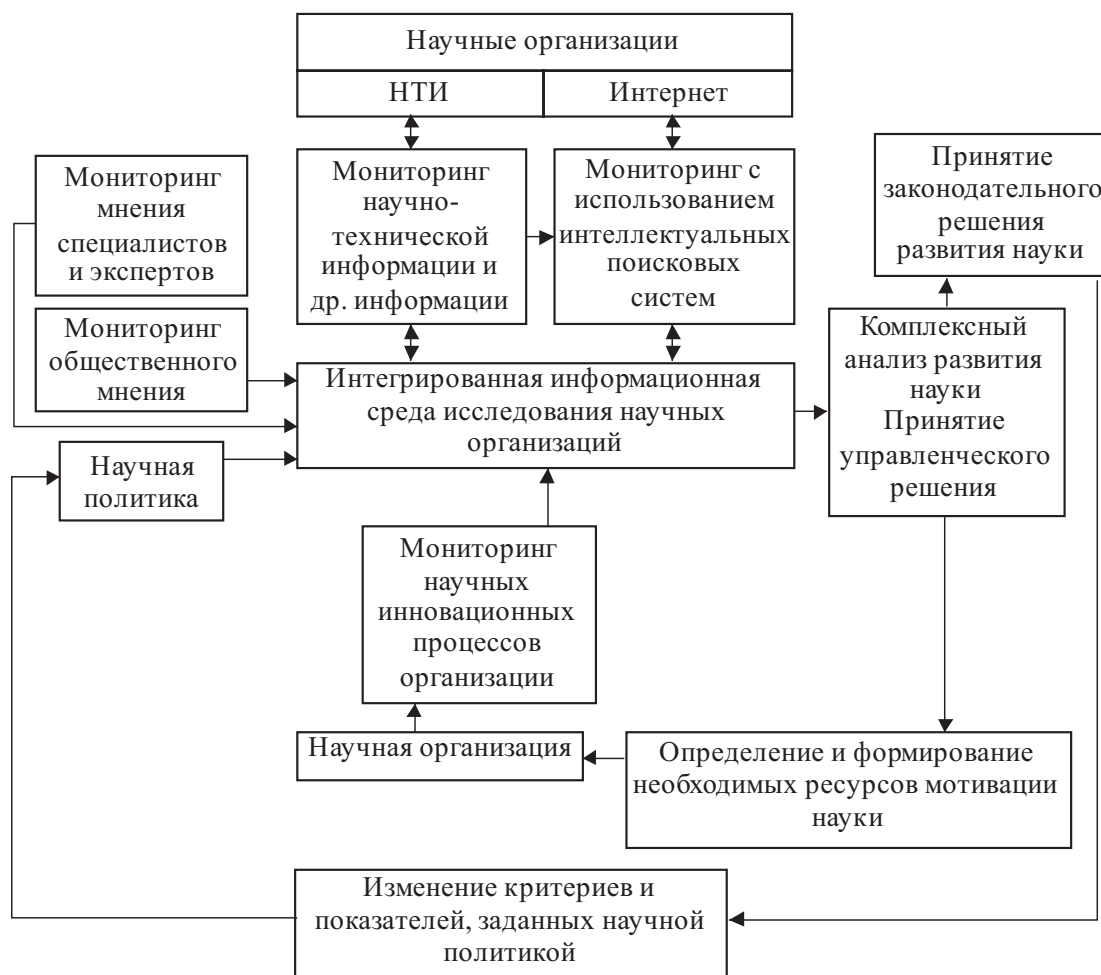 Научные организации
НТИ
Интернет
Мониторинг
мнения
специалистов
и экспертов
Мониторинг
научно-
технической
информации и
др. информации
Мониторинг с
использованием
интеллектуальных
поисковых
систем
Принятие
законодательного
решения
развития науки
Мониторинг
общественного
мнения
Интегрированная информационная
среда исследования научных
организаций
Комплексный
анализ развития
науки
Принятие
управленческого
решения
Научная
политика
Мониторинг
научных
инновационных
процессов
организации
Научная организация
Определение и формирование
необходимых ресурсов мотивации
науки
Изменение критериев и
показателей, заданных научной
политикой